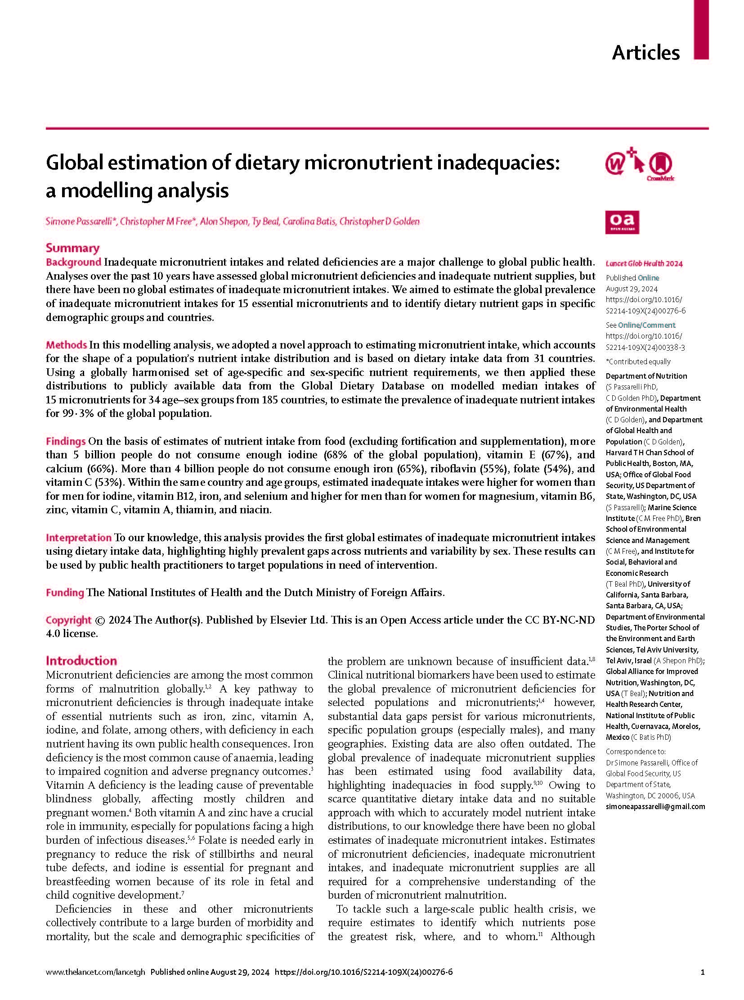 Articles
Global estimation of dietary micronutrient inadequacies:
a modelling analysis
Simone Passarelli*, Christopher M Free*, Alon Shepon, Ty Beal, Carolina Batis, Christopher D Golden
Summary
Background Inadequate micronutrient intakes and related deficiencies are a major challenge to global public health.
Analyses over the past 10 years have assessed global micronutrient deficiencies and inadequate nutrient supplies, but
there have been no global estimates of inadequate micronutrient intakes. We aimed to estimate the global prevalence
of inadequate micronutrient intakes for 15 essential micronutrients and to identify dietary nutrient gaps in specific
demographic groups and countries.
Methods In this modelling analysis, we adopted a novel approach to estimating micronutrient intake, which accounts
for the shape of a population's nutrient intake distribution and is based on dietary intake data from 31 countries.
Using a globally harmonised set of age-specific and sex-specific nutrient requirements, we then applied these
distributions to publicly available data from the Global Dietary Database on modelled median intakes of
15 micronutrients for 34 age–sex groups from 185 countries, to estimate the prevalence of inadequate nutrient intakes
for 99·3% of the global population.
Findings On the basis of estimates of nutrient intake from food (excluding fortification and supplementation), more
than 5 billion people do not consume enough iodine (68% of the global population), vitamin E (67%), and
calcium (66%). More than 4 billion people do not consume enough iron (65%), riboflavin (55%), folate (54%), and
vitamin C (53%). Within the same country and age groups, estimated inadequate intakes were higher for women than
for men for iodine, vitamin B12, iron, and selenium and higher for men than for women for magnesium, vitamin B6,
zinc, vitamin C, vitamin A, thiamin, and niacin.
Interpretation To our knowledge, this analysis provides the first global estimates of inadequate micronutrient intakes
using dietary intake data, highlighting highly prevalent gaps across nutrients and variability by sex. These results can
be used by public health practitioners to target populations in need of intervention.
Funding The National Institutes of Health and the Dutch Ministry of Foreign Affairs.
Copyright © 2024 The Author(s). Published by Elsevier Ltd. This is an Open Access article under the CC BY-NC-ND
4.0 license.
Introduction
Micronutrient deficiencies are among the most common
forms of malnutrition globally.1,2 A key pathway to
micronutrient deficiencies is through inadequate intake
of essential nutrients such as iron, zinc, vitamin A,
iodine, and folate, among others, with deficiency in each
nutrient having its own public health consequences. Iron
deficiency is the most common cause of anaemia, leading
to impaired cognition and adverse pregnancy outcomes.3
Vitamin A deficiency is the leading cause of preventable
blindness globally, affecting mostly children and
pregnant women.4 Both vitamin A and zinc have a crucial
role in immunity, especially for populations facing a high
burden of infectious diseases.5,6 Folate is needed early in
pregnancy to reduce the risk of stillbirths and neural
tube defects, and iodine is essential for pregnant and
breastfeeding women because of its role in fetal and
child cognitive development.7
Deficiencies in these and other micronutrients
collectively contribute to a large burden of morbidity and
mortality, but the scale and demographic specificities of
the problem are unknown because of insufficient data.1,8
Clinical nutritional biomarkers have been used to estimate
the global prevalence of micronutrient deficiencies for
selected populations and micronutrients;1,4 however,
substantial data gaps persist for various micronutrients,
specific population groups (especially males), and many
geographies. Existing data are also often outdated. The
global prevalence of inadequate micronutrient supplies
has been estimated using food availability data,
highlighting inadequacies in food supply.9,10 Owing to
scarce quantitative dietary intake data and no suitable
approach with which to accurately model nutrient intake
distributions, to our knowledge there have been no global
estimates of inadequate micronutrient intakes. Estimates
of micronutrient deficiencies, inadequate micronutrient
intakes, and inadequate micronutrient supplies are all
required for a comprehensive understanding of the
burden of micronutrient malnutrition.
To tackle such a large-scale public health crisis, we
require estimates to identify which nutrients pose
the greatest risk, where, and to whom.11 Although
CrossMark
oa
OPEN ACCESS
Lancet Glob Health 2024
Published Online
August 29, 2024
https://doi.org/10.1016/
S2214-109X(24)00276-6
See Online/Comment
https://doi.org/10.1016/
S2214-109X(24)00338-3
*Contributed equally
Department of Nutrition
(S Passarelli PhD,
C D Golden PhD), Department
of Environmental Health
(C D Golden), and Department
of Global Health and
Population (C D Golden),
Harvard T H Chan School of
Public Health, Boston, MA,
USA; Office of Global Food
Security, US Department of
State, Washington, DC, USA
(S Passarelli); Marine Science
Institute (C M Free PhD), Bren
School of Environmental
Science and Management
(C M Free), and Institute for
Social, Behavioral and
Economic Research
(T Beal PhD), University of
California, Santa Barbara,
Santa Barbara, CA, USA;
Department of Environmental
Studies, The Porter School of
the Environment and Earth
Sciences, Tel Aviv University,
Tel Aviv, Israel (A Shepon PhD);
Global Alliance for Improved
Nutrition, Washington, DC,
USA (T Beal); Nutrition and
Health Research Center,
National Institute of Public
Health, Cuernavaca, Morelos,
Mexico (C Batis PhD)
Correspondence to:
Dr Simone Passarelli, Office of
Global Food Security, US
Department of State,
Washington, DC 20006, USA
simoneapassarelli@gmail.com
www.thelancet.com/lancetgh Published online August 29, 2024 https://doi.org/10.1016/S2214-109X(24)00276-6
1